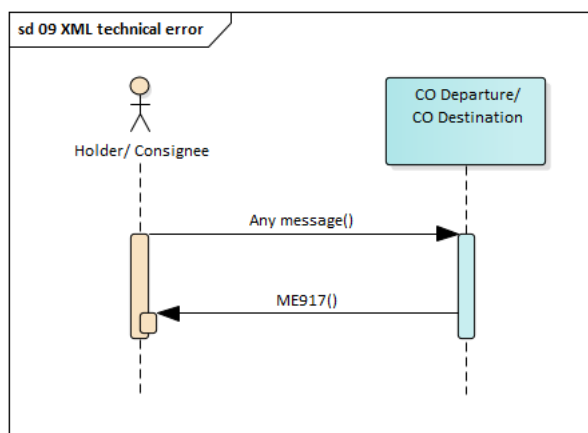 sd 09 XML technical error
Holder/ Consignee
CO Departure/
CO Destination
Any message()
ME917()